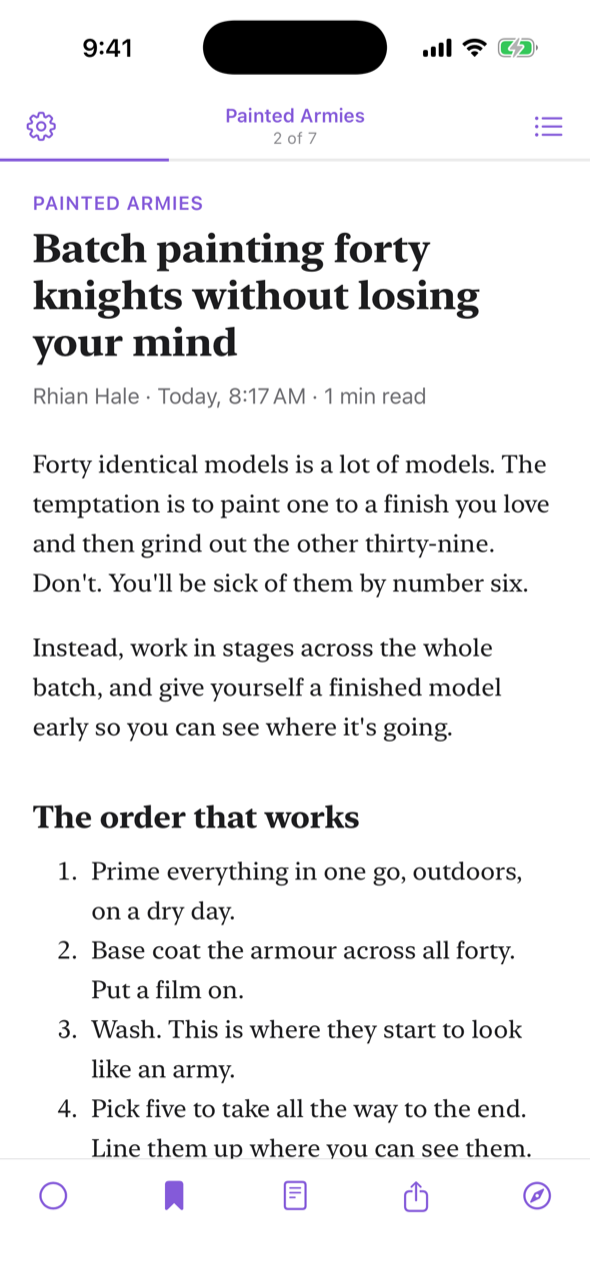 9:41
Painted Armies
2 of 7
PAINTED ARMIES
Batch painting forty
knights without losing
your mind
Rhian Hale · Today, 8:17 AM · 1 min read
Forty identical models is a lot of models. The
temptation is to paint one to a finish you love
and then grind out the other thirty-nine.
Don't. You'll be sick of them by number six.
Instead, work in stages across the whole
batch, and give yourself a finished model
early so you can see where it's going.
The order that works
1. Prime everything in one go, outdoors,
on a dry day.
2. Base coat the armour across all forty.
Put a film on.
3. Wash. This is where they start to look
like an army.
4. Pick five to take all the way to the end.
Line them up where you can see them.